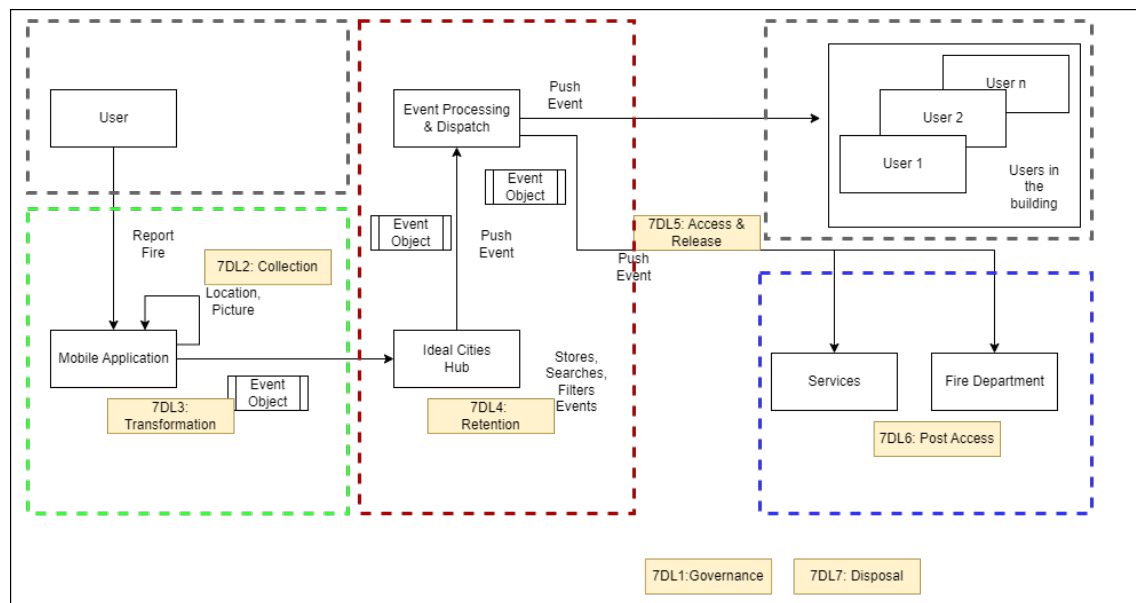 User
Report
Fire
7DL2: Collection
Location,
Picture
Mobile Application
Event
Object
7DL3:
Transformation
Event Processing
& Dispatch
Event
Object
Event
Object
Push
Event
Ideal Cities
Hub
Stores,
Searches,
Filters
Events
7DL4:
Retention
Push
Event
7DL5: Access &
Release
Push
Event
User n
User 2
User 1
Users in
the
building
Services
Fire Department
7DL6: Post Access
7DL1:Governance
7DL7: Disposal